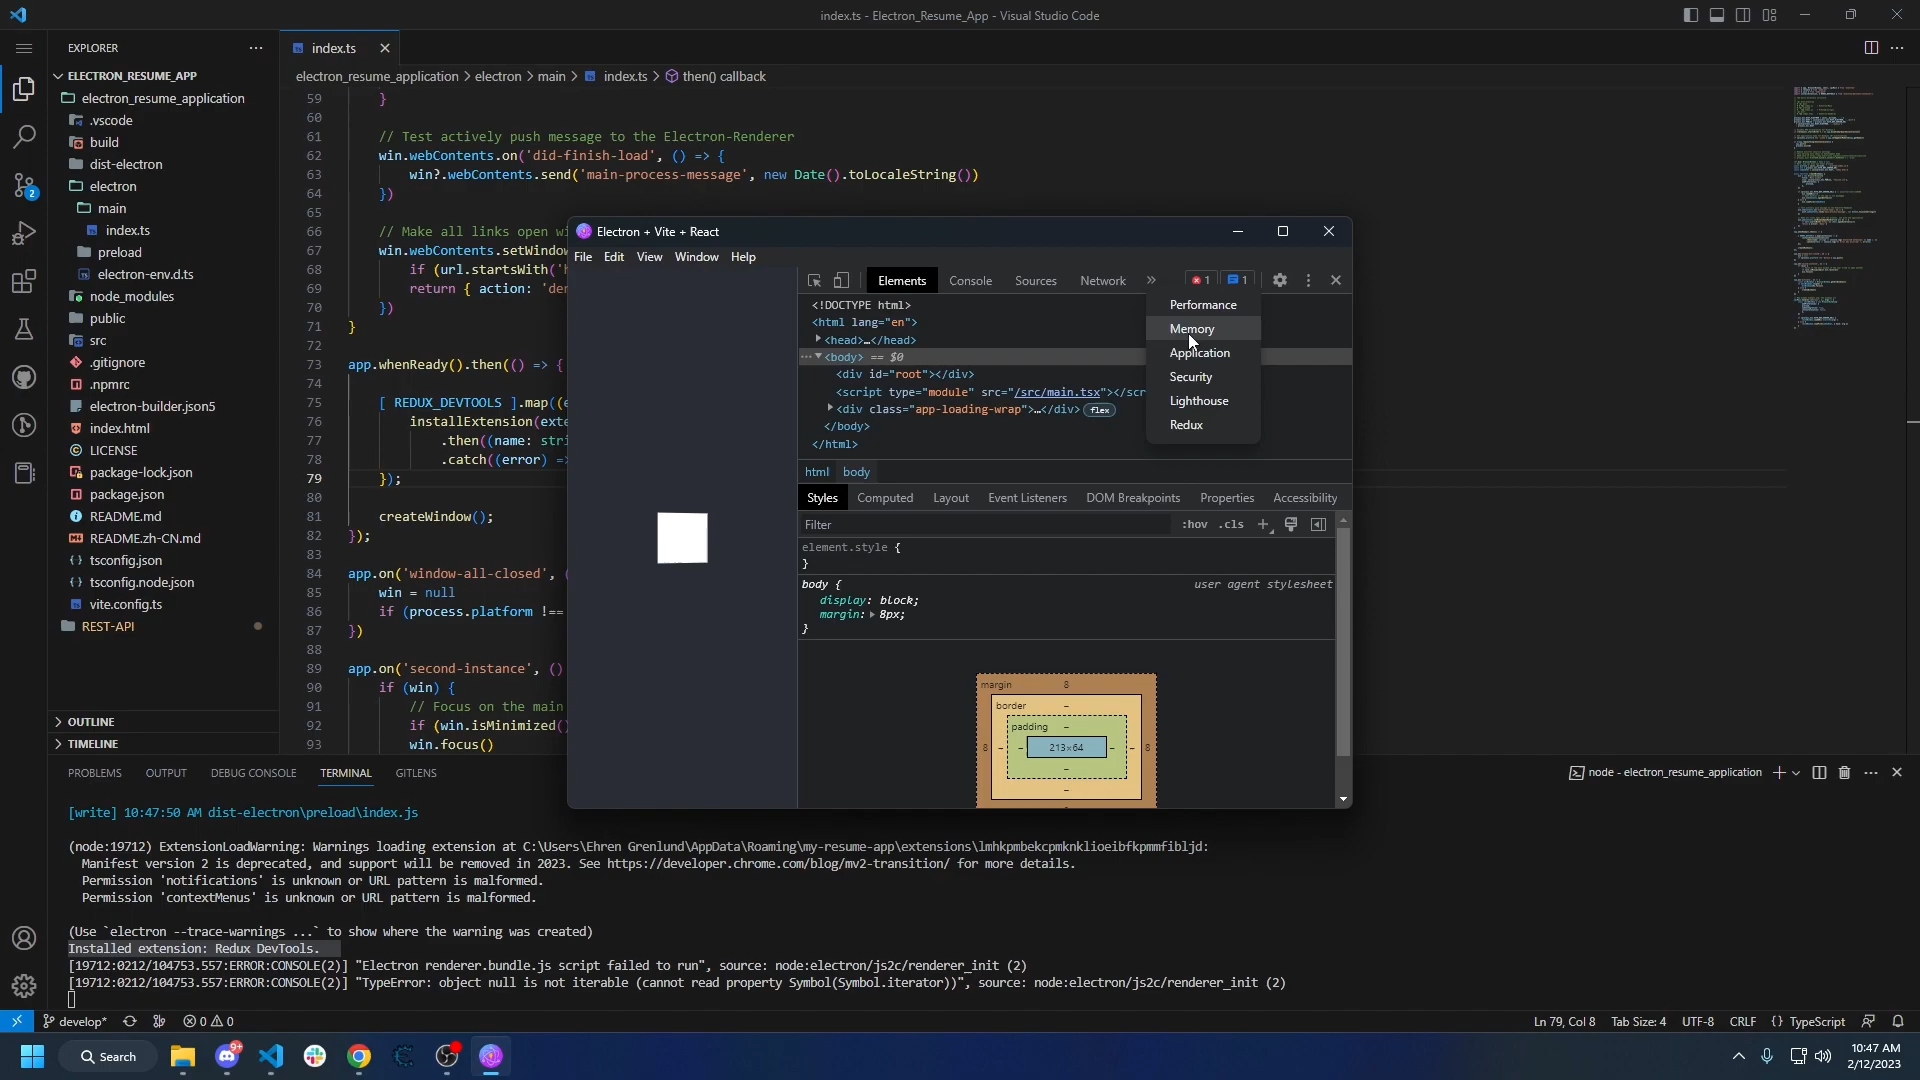 index.ts - Electron_Resume_App - Visual Studio Code
EXPLORER
index.ts
ELECTRON_RESUME_APP
electron_resume_application > electron > main > index.ts > then() callback
electron_resume_application
.vscode
build
dist-electron
electron
main
index.ts
preload
electron-env.d.ts
node_modules
public
src
.gitignore
.npmrc
electron-builder.json5
index.html
LICENSE
package-lock.json
package.json
README.md
README.zh-CN.md
tsconfig.json
tsconfig.node.json
vite.config.ts
REST-API
OUTLINE
TIMELINE
2
59 }
60
61 // Test actively push message to the Electron-Renderer
62 win.webContents.on('did-finish-load', () => {
63 win?.webContents.send('main-process-message', new Date().toLocaleString())
64 })
65
66 // Make all links open wi
67 win.webContents.setWindow
68 if (url.startsWith('h
69 return { action: 'den
70 })
71 }
72
73 app.whenReady().then(() => {
74
75 [ REDUX_DEVTOOLS ].map((e
76 installExtension(exte
77 .then((name: stri
78 .catch((error) =>
79 });
80
81 createWindow();
82 });
83
84 app.on('window-all-closed', (
85 win = null
86 if (process.platform !==
87 })
88
89 app.on('second-instance', ()
90 if (win) {
91 // Focus on the main
92 if (win.isMinimized()
93 win.focus()
Electron + Vite + React
File Edit View Window Help
Elements Console Sources Network 1 1
Performance
Memory
Application
Security
Lighthouse
Redux
<!DOCTYPE html>
<html lang="en">
<head>…</head>
<body> == $0
<div id="root"></div>
<script type="module" src="/src/main.tsx"></scr
<div class="app-loading-wrap">…</div> flex
</body>
</html>
html body
Styles Computed Layout Event Listeners DOM Breakpoints Properties Accessibility
Filter :hov .cls
element.style {
}
body { user agent stylesheet
display: block;
margin: 8px;
}
margin 8
border –
padding –
8 – – 213×64 – – 8
–
–
PROBLEMS OUTPUT DEBUG CONSOLE TERMINAL GITLENS
node - electron_resume_application
[write] 10:47:50 AM dist-electron\preload\index.js
(node:19712) ExtensionLoadWarning: Warnings loading extension at C:\Users\Ehren Grenlund\AppData\Roaming\my-resume-app\extensions\lmhkpmbekcpmknklioeibfkpmmfibljd:
Manifest version 2 is deprecated, and support will be removed in 2023. See https://developer.chrome.com/blog/mv2-transition/ for more details.
Permission 'notifications' is unknown or URL pattern is malformed.
Permission 'contextMenus' is unknown or URL pattern is malformed.
(Use `electron --trace-warnings ...` to show where the warning was created)
Installed extension: Redux DevTools.
[19712:0212/104753.557:ERROR:CONSOLE(2)] "Electron renderer.bundle.js script failed to run", source: node:electron/js2c/renderer_init (2)
[19712:0212/104753.557:ERROR:CONSOLE(2)] "TypeError: object null is not iterable (cannot read property Symbol(Symbol.iterator))", source: node:electron/js2c/renderer_init (2)
develop* 0 0
Ln 79, Col 8 Tab Size: 4 UTF-8 CRLF {} TypeScript
Search
9+
10:47 AM
2/12/2023